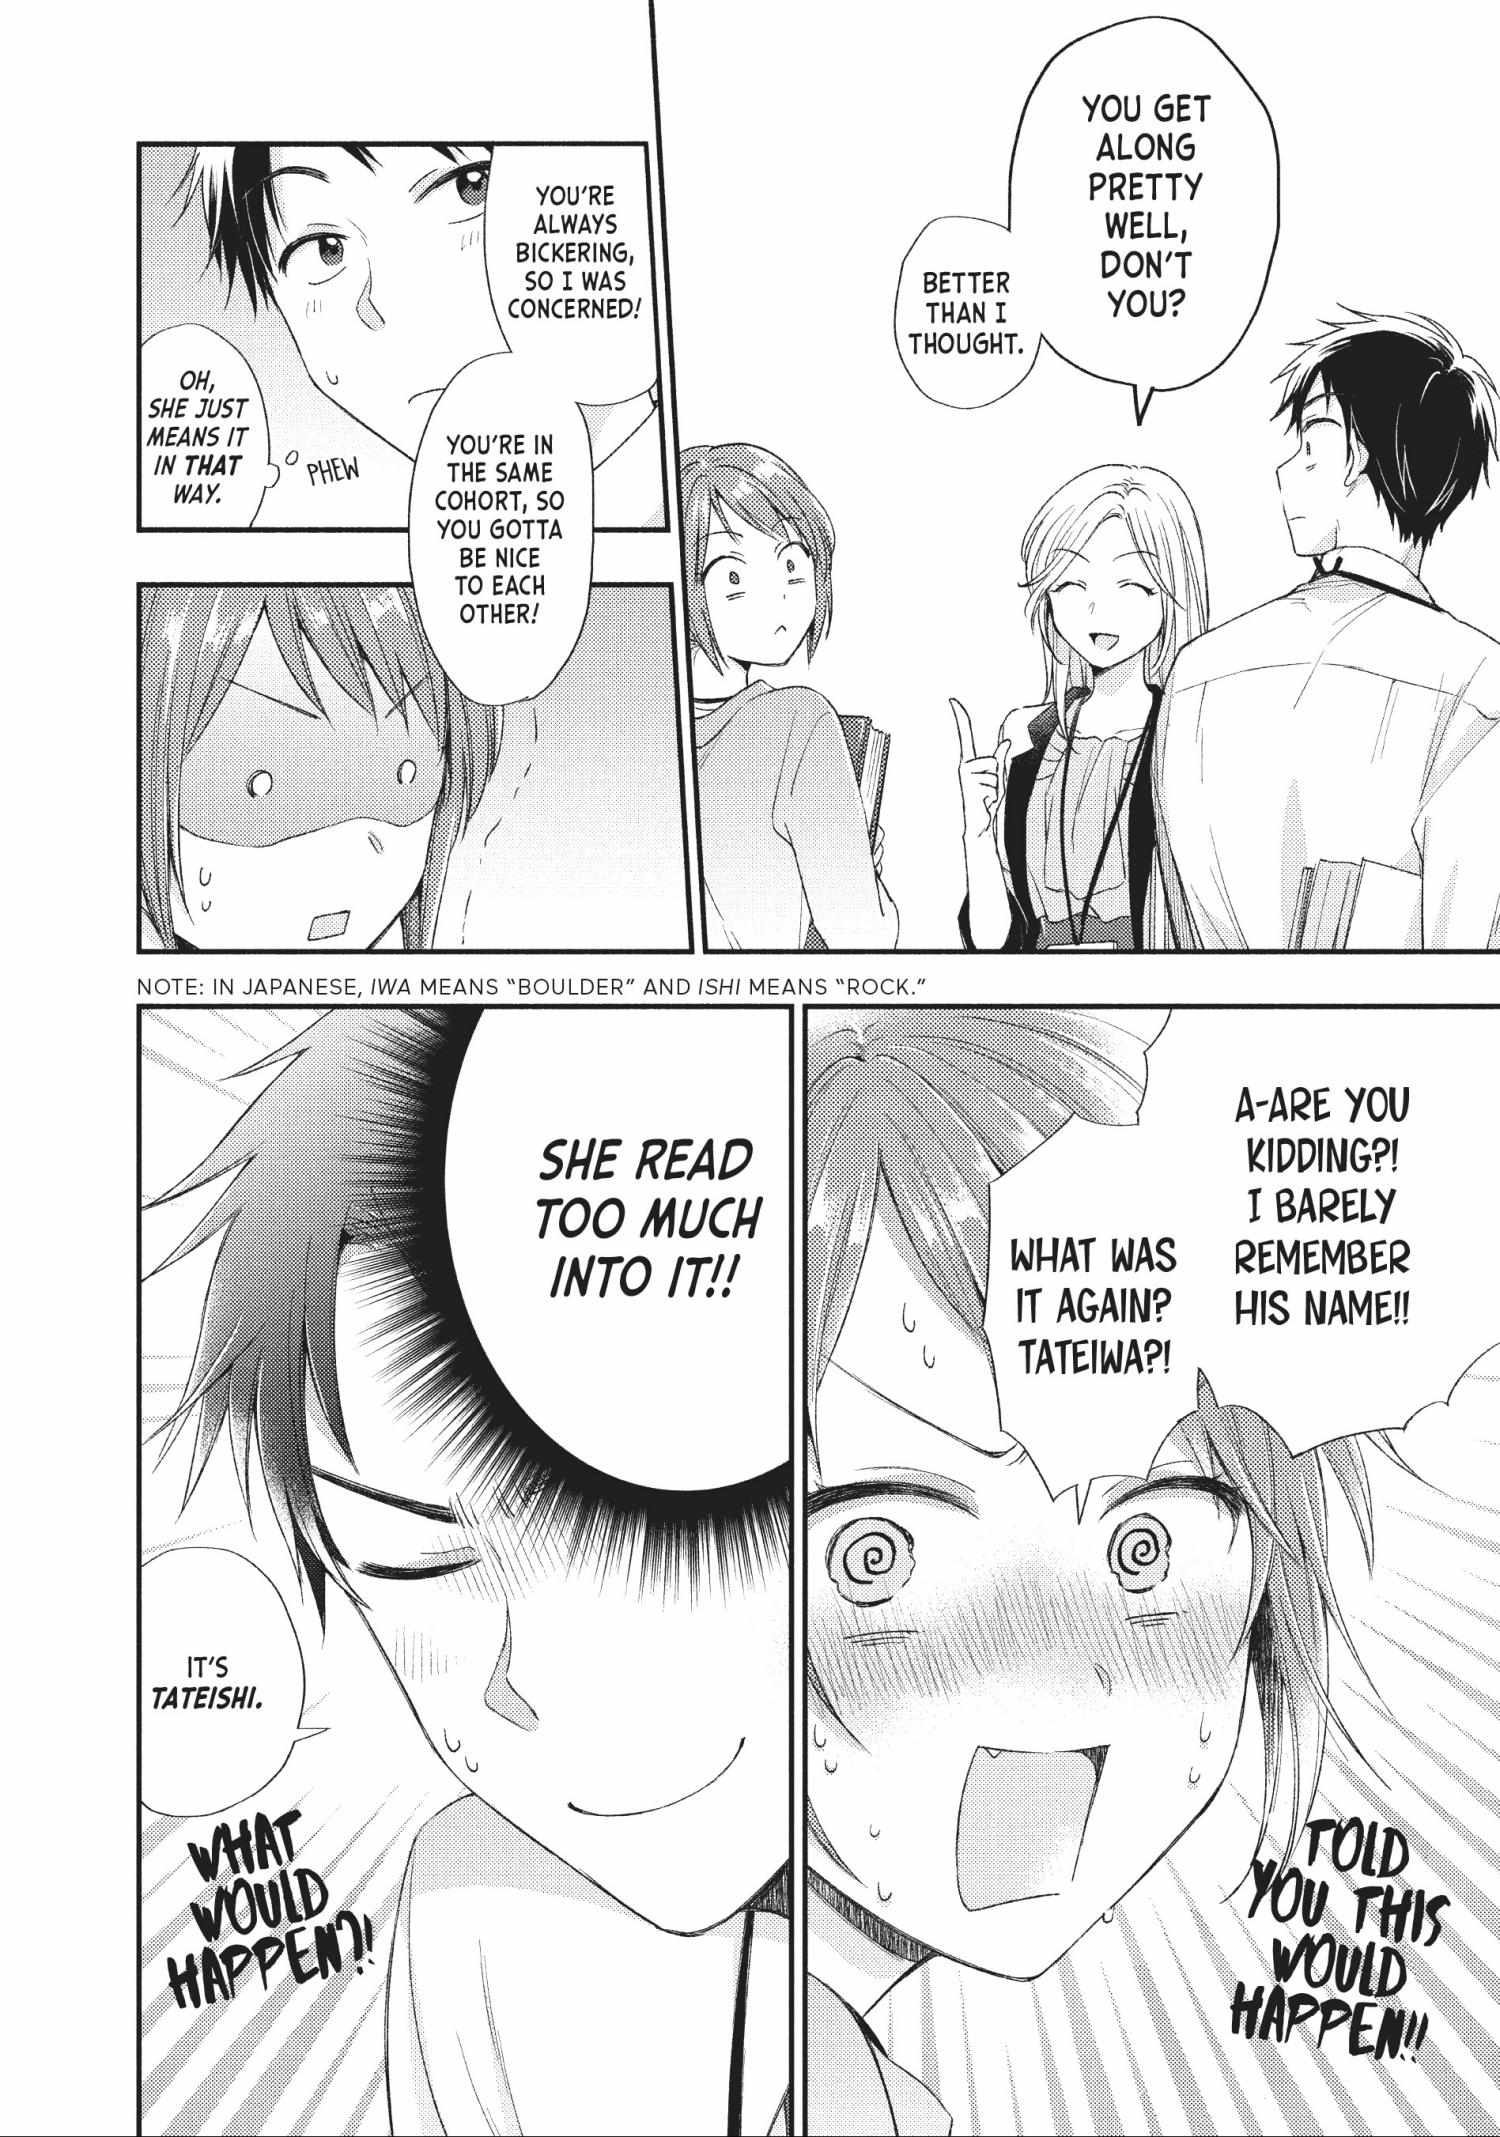 YOU GET
ALONG
PRETTY
WELL,
DON'T
YOU?
BETTER
THAN I
THOUGHT.
YOU'RE
ALWAYS
BICKERING,
SO I WAS
CONCERNED!
OH,
SHE JUST
MEANS IT
IN THAT
WAY.
PHEW
YOU'RE IN
THE SAME
COHORT, SO
YOU GOTTA
BE NICE
TO EACH
OTHER!
NOTE: IN JAPANESE, IWA MEANS “BOULDER” AND ISHI MEANS “ROCK.”
A-ARE YOU
KIDDING?!
I BARELY
REMEMBER
HIS NAME!!
WHAT WAS
IT AGAIN?
TATEIWA?!
TOLD
YOU THIS
WOULD
HAPPEN!!
SHE READ
TOO MUCH
INTO IT!!
IT'S
TATEISHI.
WHAT
WOULD
HAPPEN?!